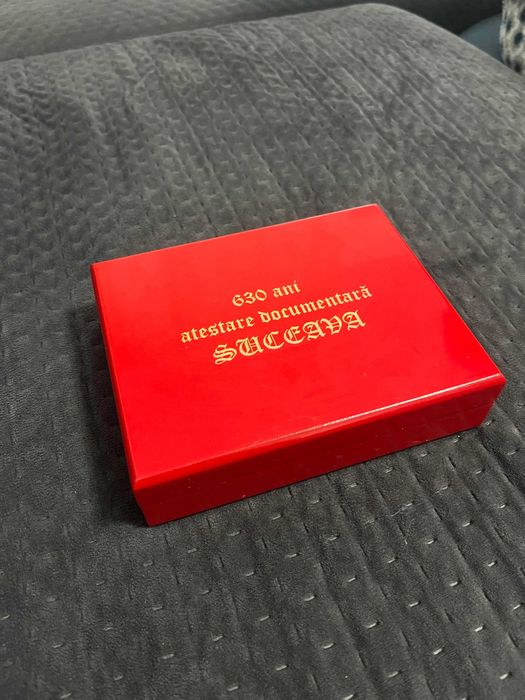 630 ani
atestare documentară
SUCEAVA